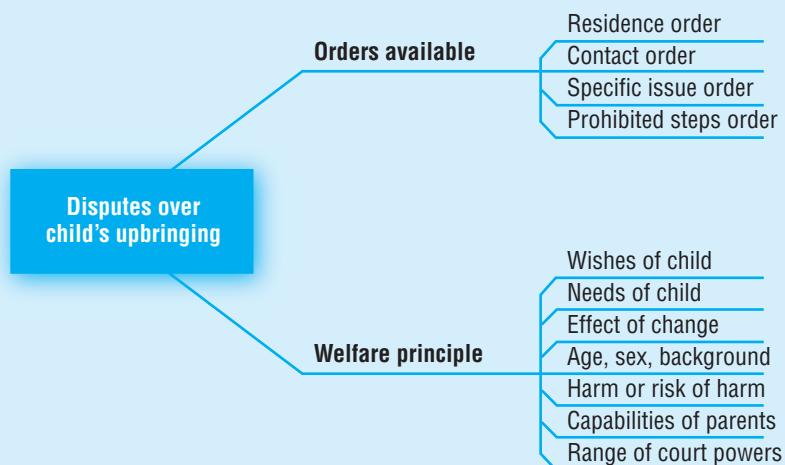 Orders available
Residence order
Contact order
Specific issue order
Prohibited steps order
Disputes over
child's upbringing
Welfare principle
Wishes of child
Needs of child
Effect of change
Age, sex, background
Harm or risk of harm
Capabilities of parents
Range of court powers